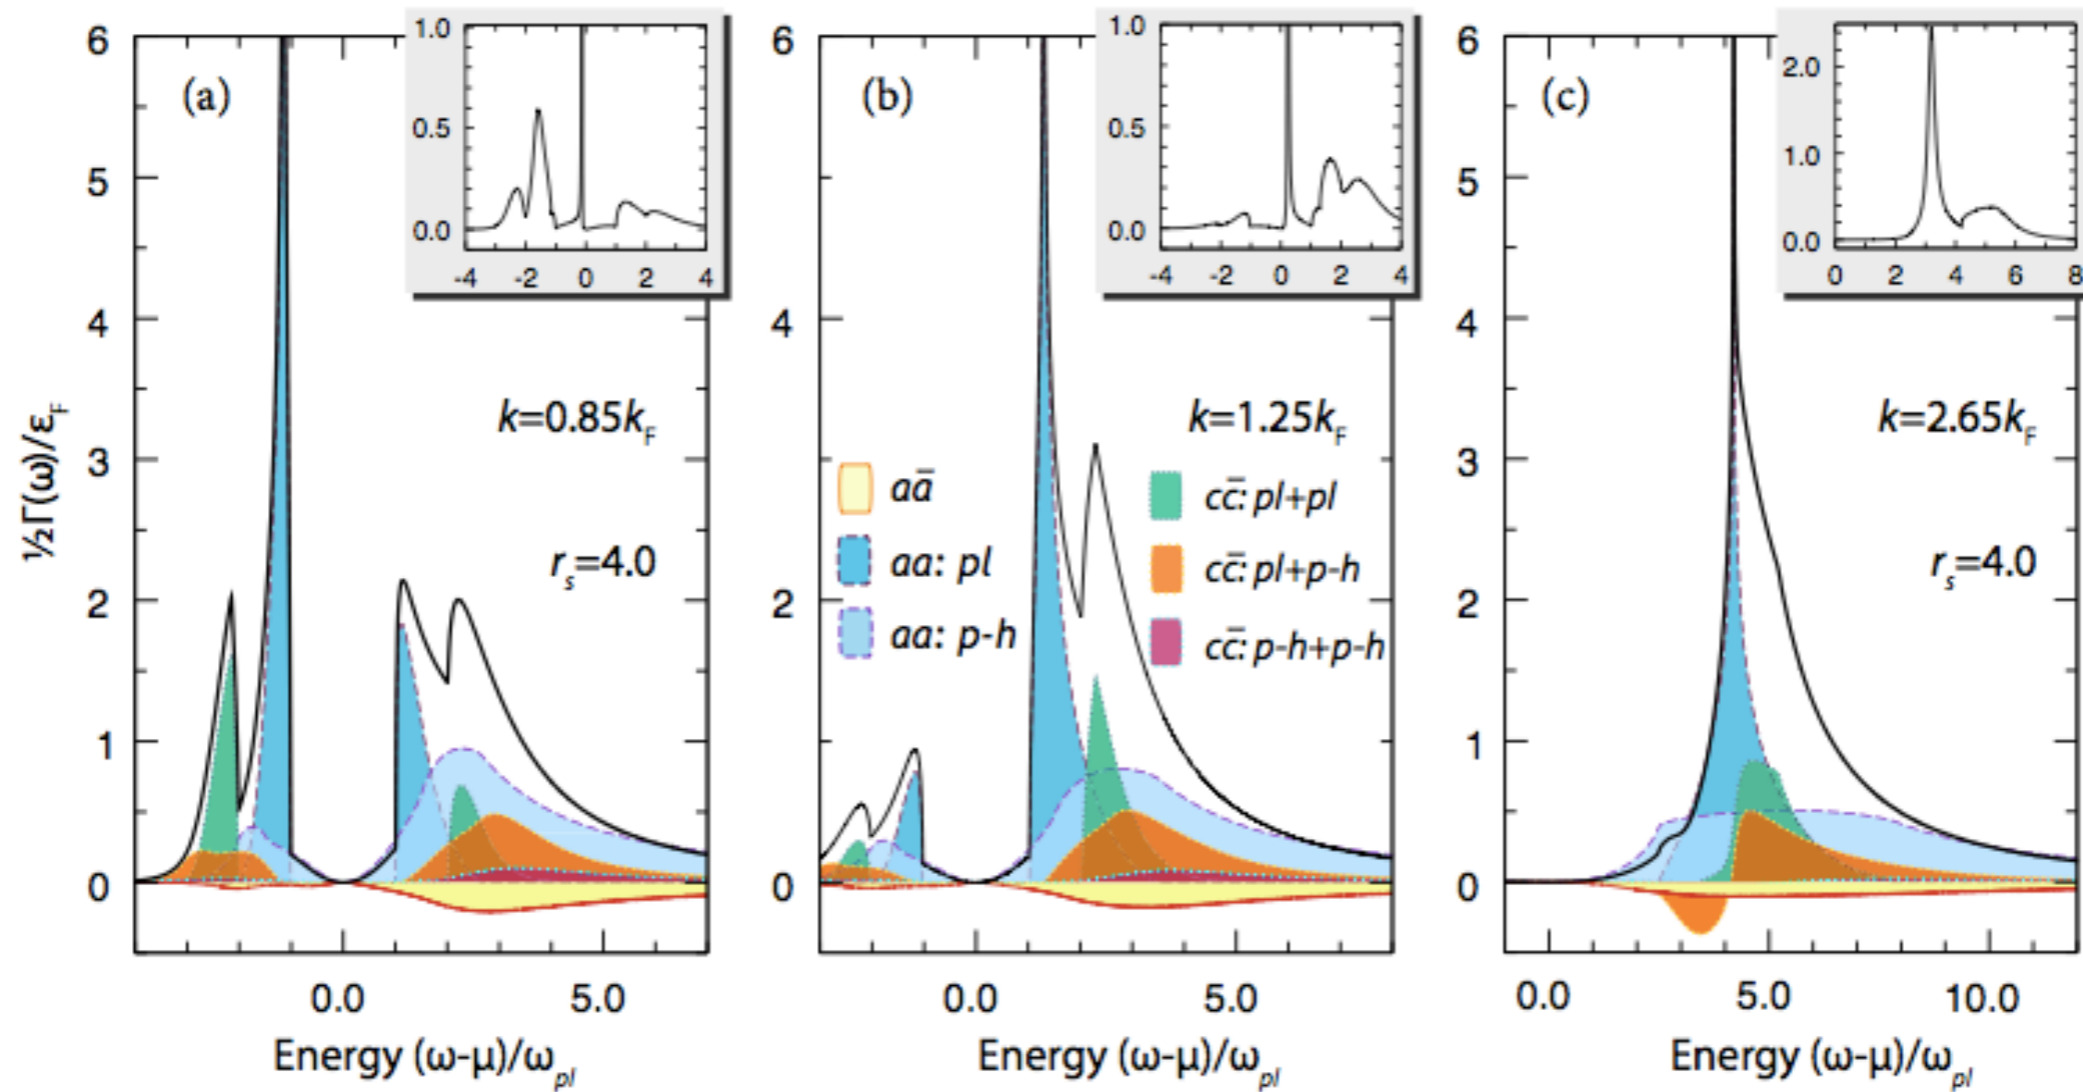 ½Γ(ω)/ε_F
6
5
4
3
2
1
0
(a)
1.0
0.5
0.0
-4 -2 0 2 4
k=0.85k_F
r_s=4.0
0.0 5.0
Energy (ω-μ)/ω_pl
6
4
2
0
(b)
1.0
0.5
0.0
-4 -2 0 2 4
k=1.25k_F
aā
aa: pl
aa: p-h
cc̄: pl+pl
cc̄: pl+p-h
cc̄: p-h+p-h
0.0 5.0
Energy (ω-μ)/ω_pl
6
5
4
3
2
1
0
(c)
2.0
1.0
0.0
0 2 4 6 8
k=2.65k_F
r_s=4.0
0.0 5.0 10.0
Energy (ω-μ)/ω_pl